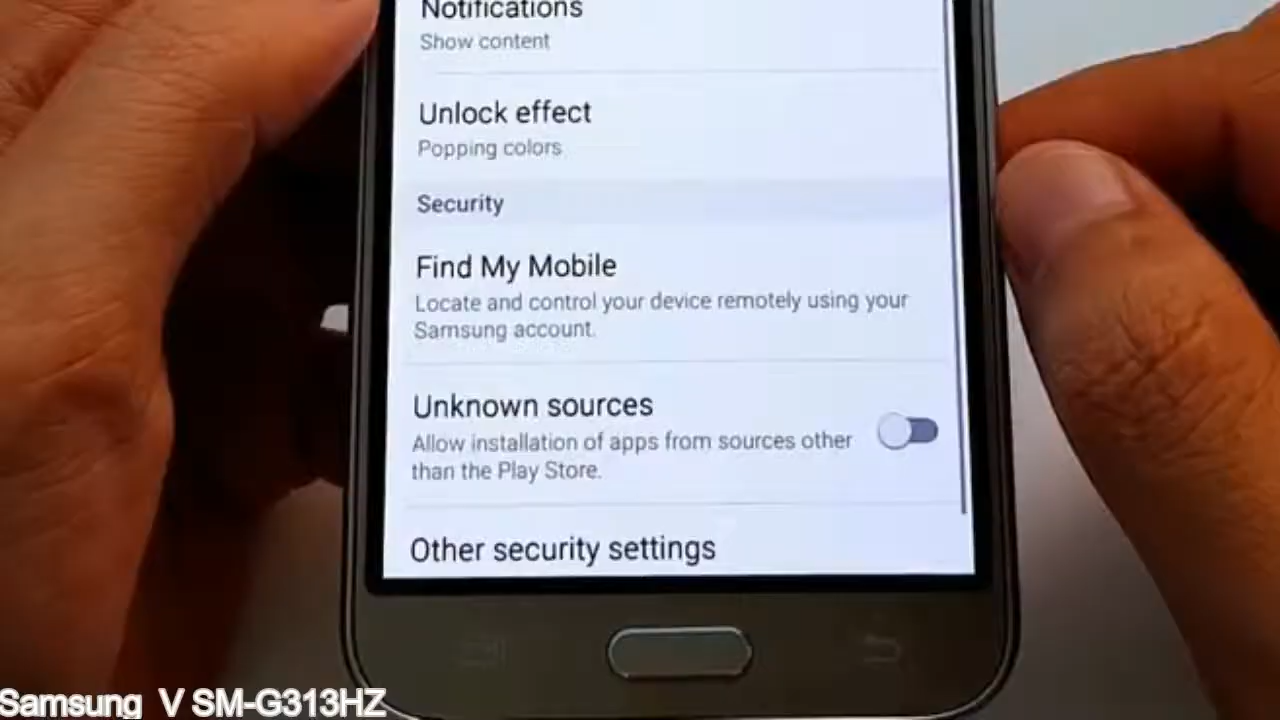 Notifications
Show content
Unlock effect
Popping colors
Security
Find My Mobile
Locate and control your device remotely using your
Samsung account.
Unknown sources
Allow installation of apps from sources other
than the Play Store.
Other security settings
Samsung V SM-G313HZ